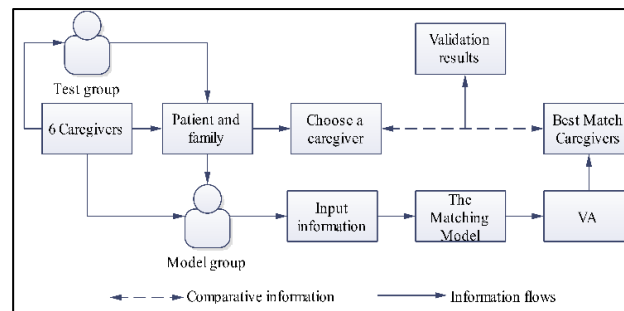 Test group
Validation
results
6 Caregivers
Patient and
family
Choose a
caregiver
Best Match
Caregivers
Input
information
The
Matching
Model
VA
Model group
Comparative information
Information flows